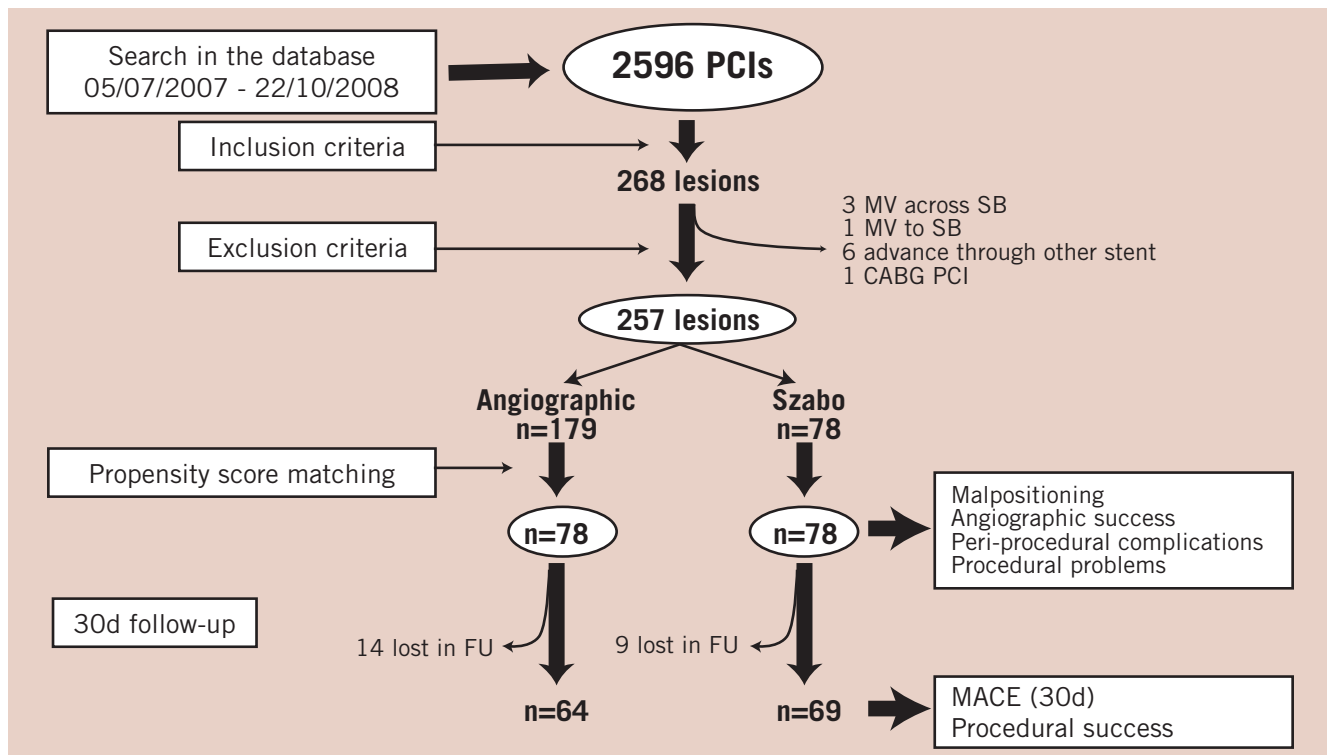 Search in the database
05/07/2007 - 22/10/2008
2596 PCIs
Inclusion criteria
268 lesions
3 MV across SB
1 MV to SB
6 advance through other stent
1 CABG PCI
Exclusion criteria
257 lesions
Angiographic
n=179
Szabo
n=78
Propensity score matching
n=78
n=78
Malpositioning
Angiographic success
Peri-procedural complications
Procedural problems
30d follow-up
14 lost in FU
9 lost in FU
n=64
n=69
MACE (30d)
Procedural success